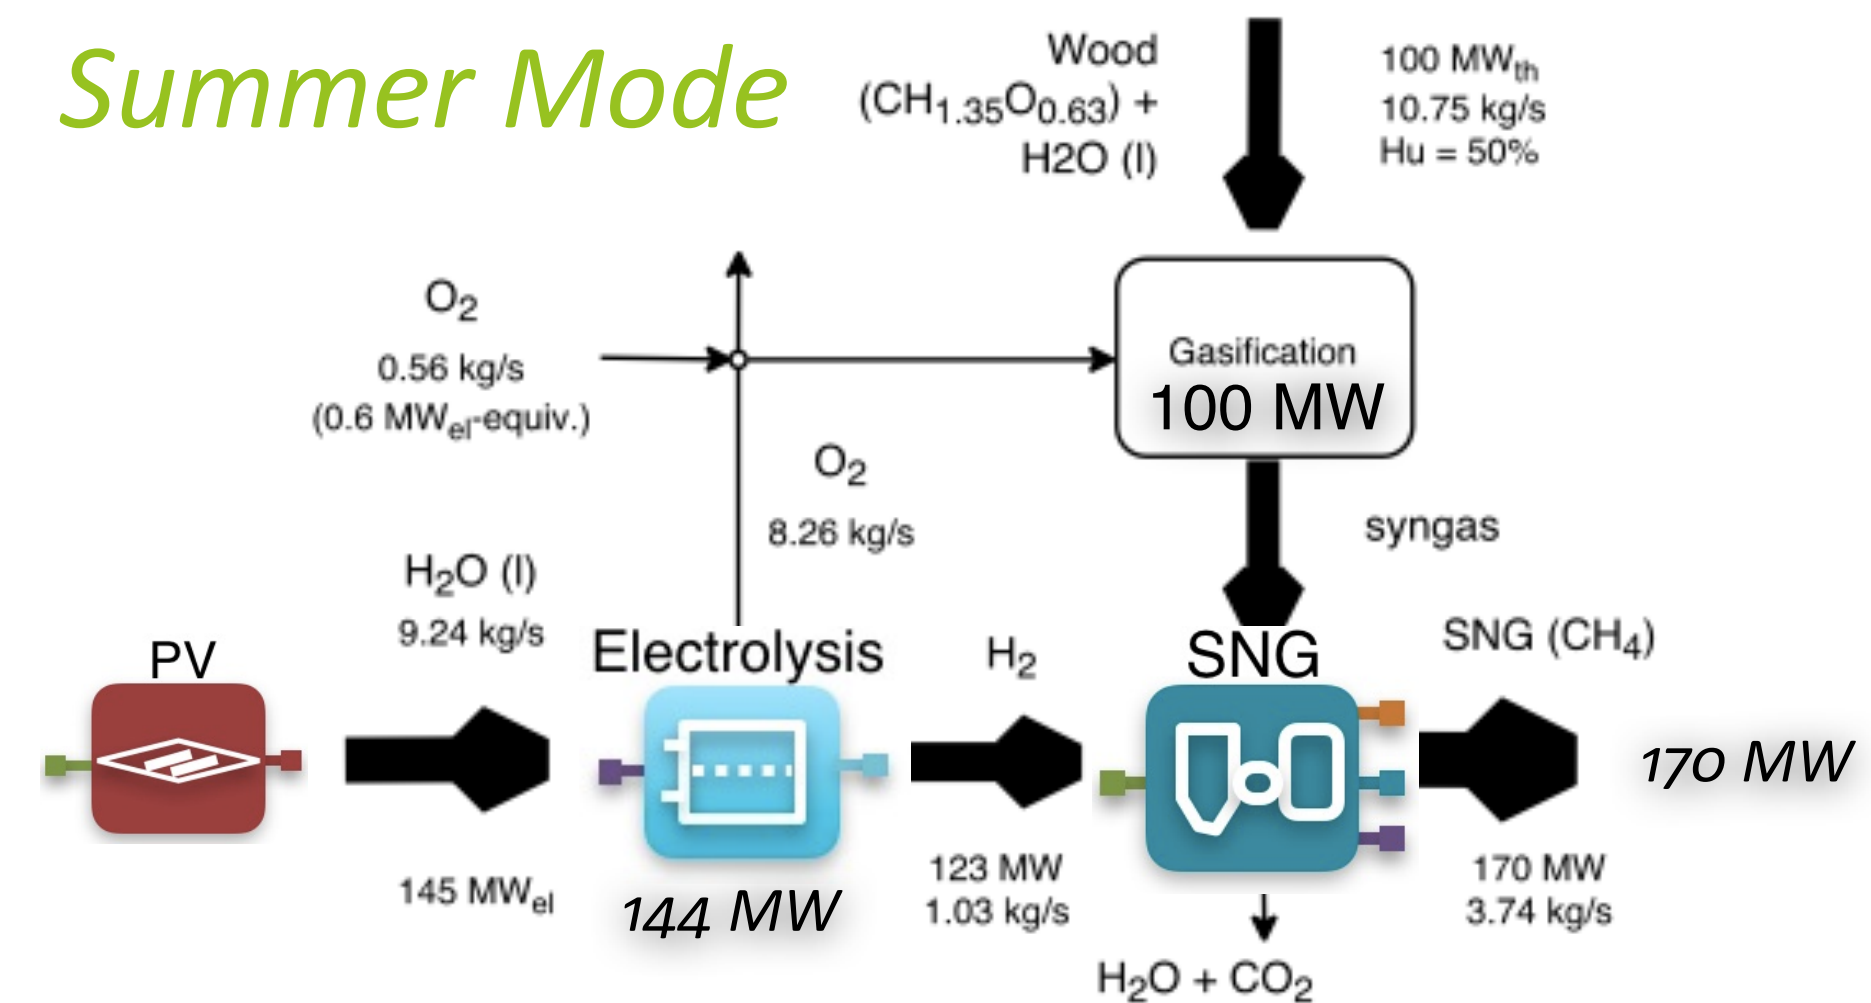 Summer Mode
Wood
(CH1.35O0.63) +
H2O (l)
100 MWth
10.75 kg/s
Hu = 50%
O2
0.56 kg/s
(0.6 MWel-equiv.)
Gasification
100 MW
O2
8.26 kg/s
syngas
H2O (l)
9.24 kg/s
PV
Electrolysis
H2
SNG
SNG (CH4)
170 MW
145 MWel
144 MW
123 MW
1.03 kg/s
170 MW
3.74 kg/s
H2O + CO2